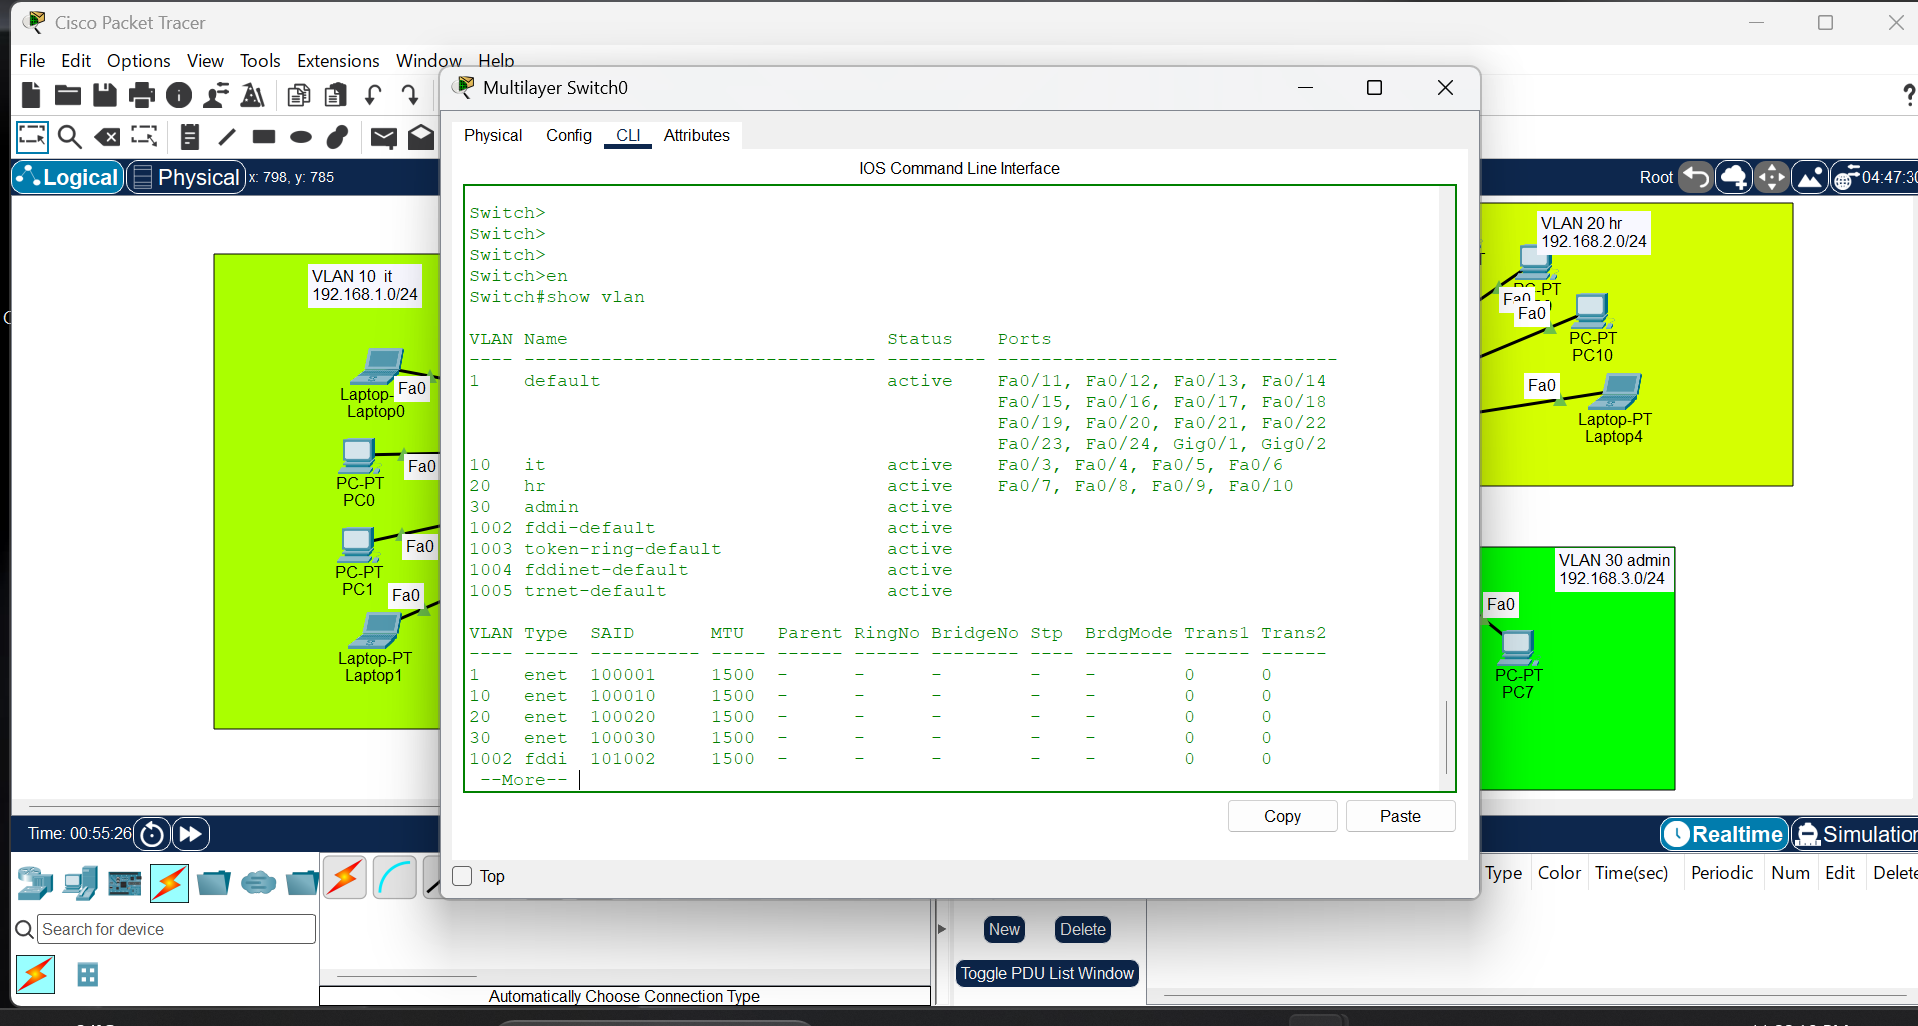 Cisco Packet Tracer
File Edit Options View Tools Extensions Window Help
Multilayer Switch0
?
Physical Config CLI Attributes
IOS Command Line Interface
Logical Physical x: 798, y: 785
Root 04:47:30
Switch>
Switch>
Switch>
Switch>en
Switch#show vlan
VLAN Name Status Ports
---- -------------------------------- --------- -------------------------------
1 default active Fa0/11, Fa0/12, Fa0/13, Fa0/14
Fa0/15, Fa0/16, Fa0/17, Fa0/18
Fa0/19, Fa0/20, Fa0/21, Fa0/22
Fa0/23, Fa0/24, Gig0/1, Gig0/2
10 it active Fa0/3, Fa0/4, Fa0/5, Fa0/6
20 hr active Fa0/7, Fa0/8, Fa0/9, Fa0/10
30 admin active
1002 fddi-default active
1003 token-ring-default active
1004 fddinet-default active
1005 trnet-default active
VLAN Type SAID MTU Parent RingNo BridgeNo Stp BrdgMode Trans1 Trans2
---- ----- ---------- ----- ------ ------ -------- ---- -------- ------ ------
1 enet 100001 1500 - - - - - 0 0
10 enet 100010 1500 - - - - - 0 0
20 enet 100020 1500 - - - - - 0 0
30 enet 100030 1500 - - - - - 0 0
1002 fddi 101002 1500 - - - - - 0 0
--More--
Copy Paste
Top
VLAN 10 it
192.168.1.0/24
Fa0
Laptop-
Laptop0
Fa0
PC-PT
PC0
Fa0
PC-PT
PC1
Fa0
Laptop-PT
Laptop1
VLAN 20 hr
192.168.2.0/24
PC-PT
Fa0
Fa0
PC-PT
PC10
Fa0
Laptop-PT
Laptop4
VLAN 30 admin
192.168.3.0/24
Fa0
PC-PT
PC7
Time: 00:55:26
Realtime Simulation
Type Color Time(sec) Periodic Num Edit Delete
Search for device
New Delete
Toggle PDU List Window
Automatically Choose Connection Type